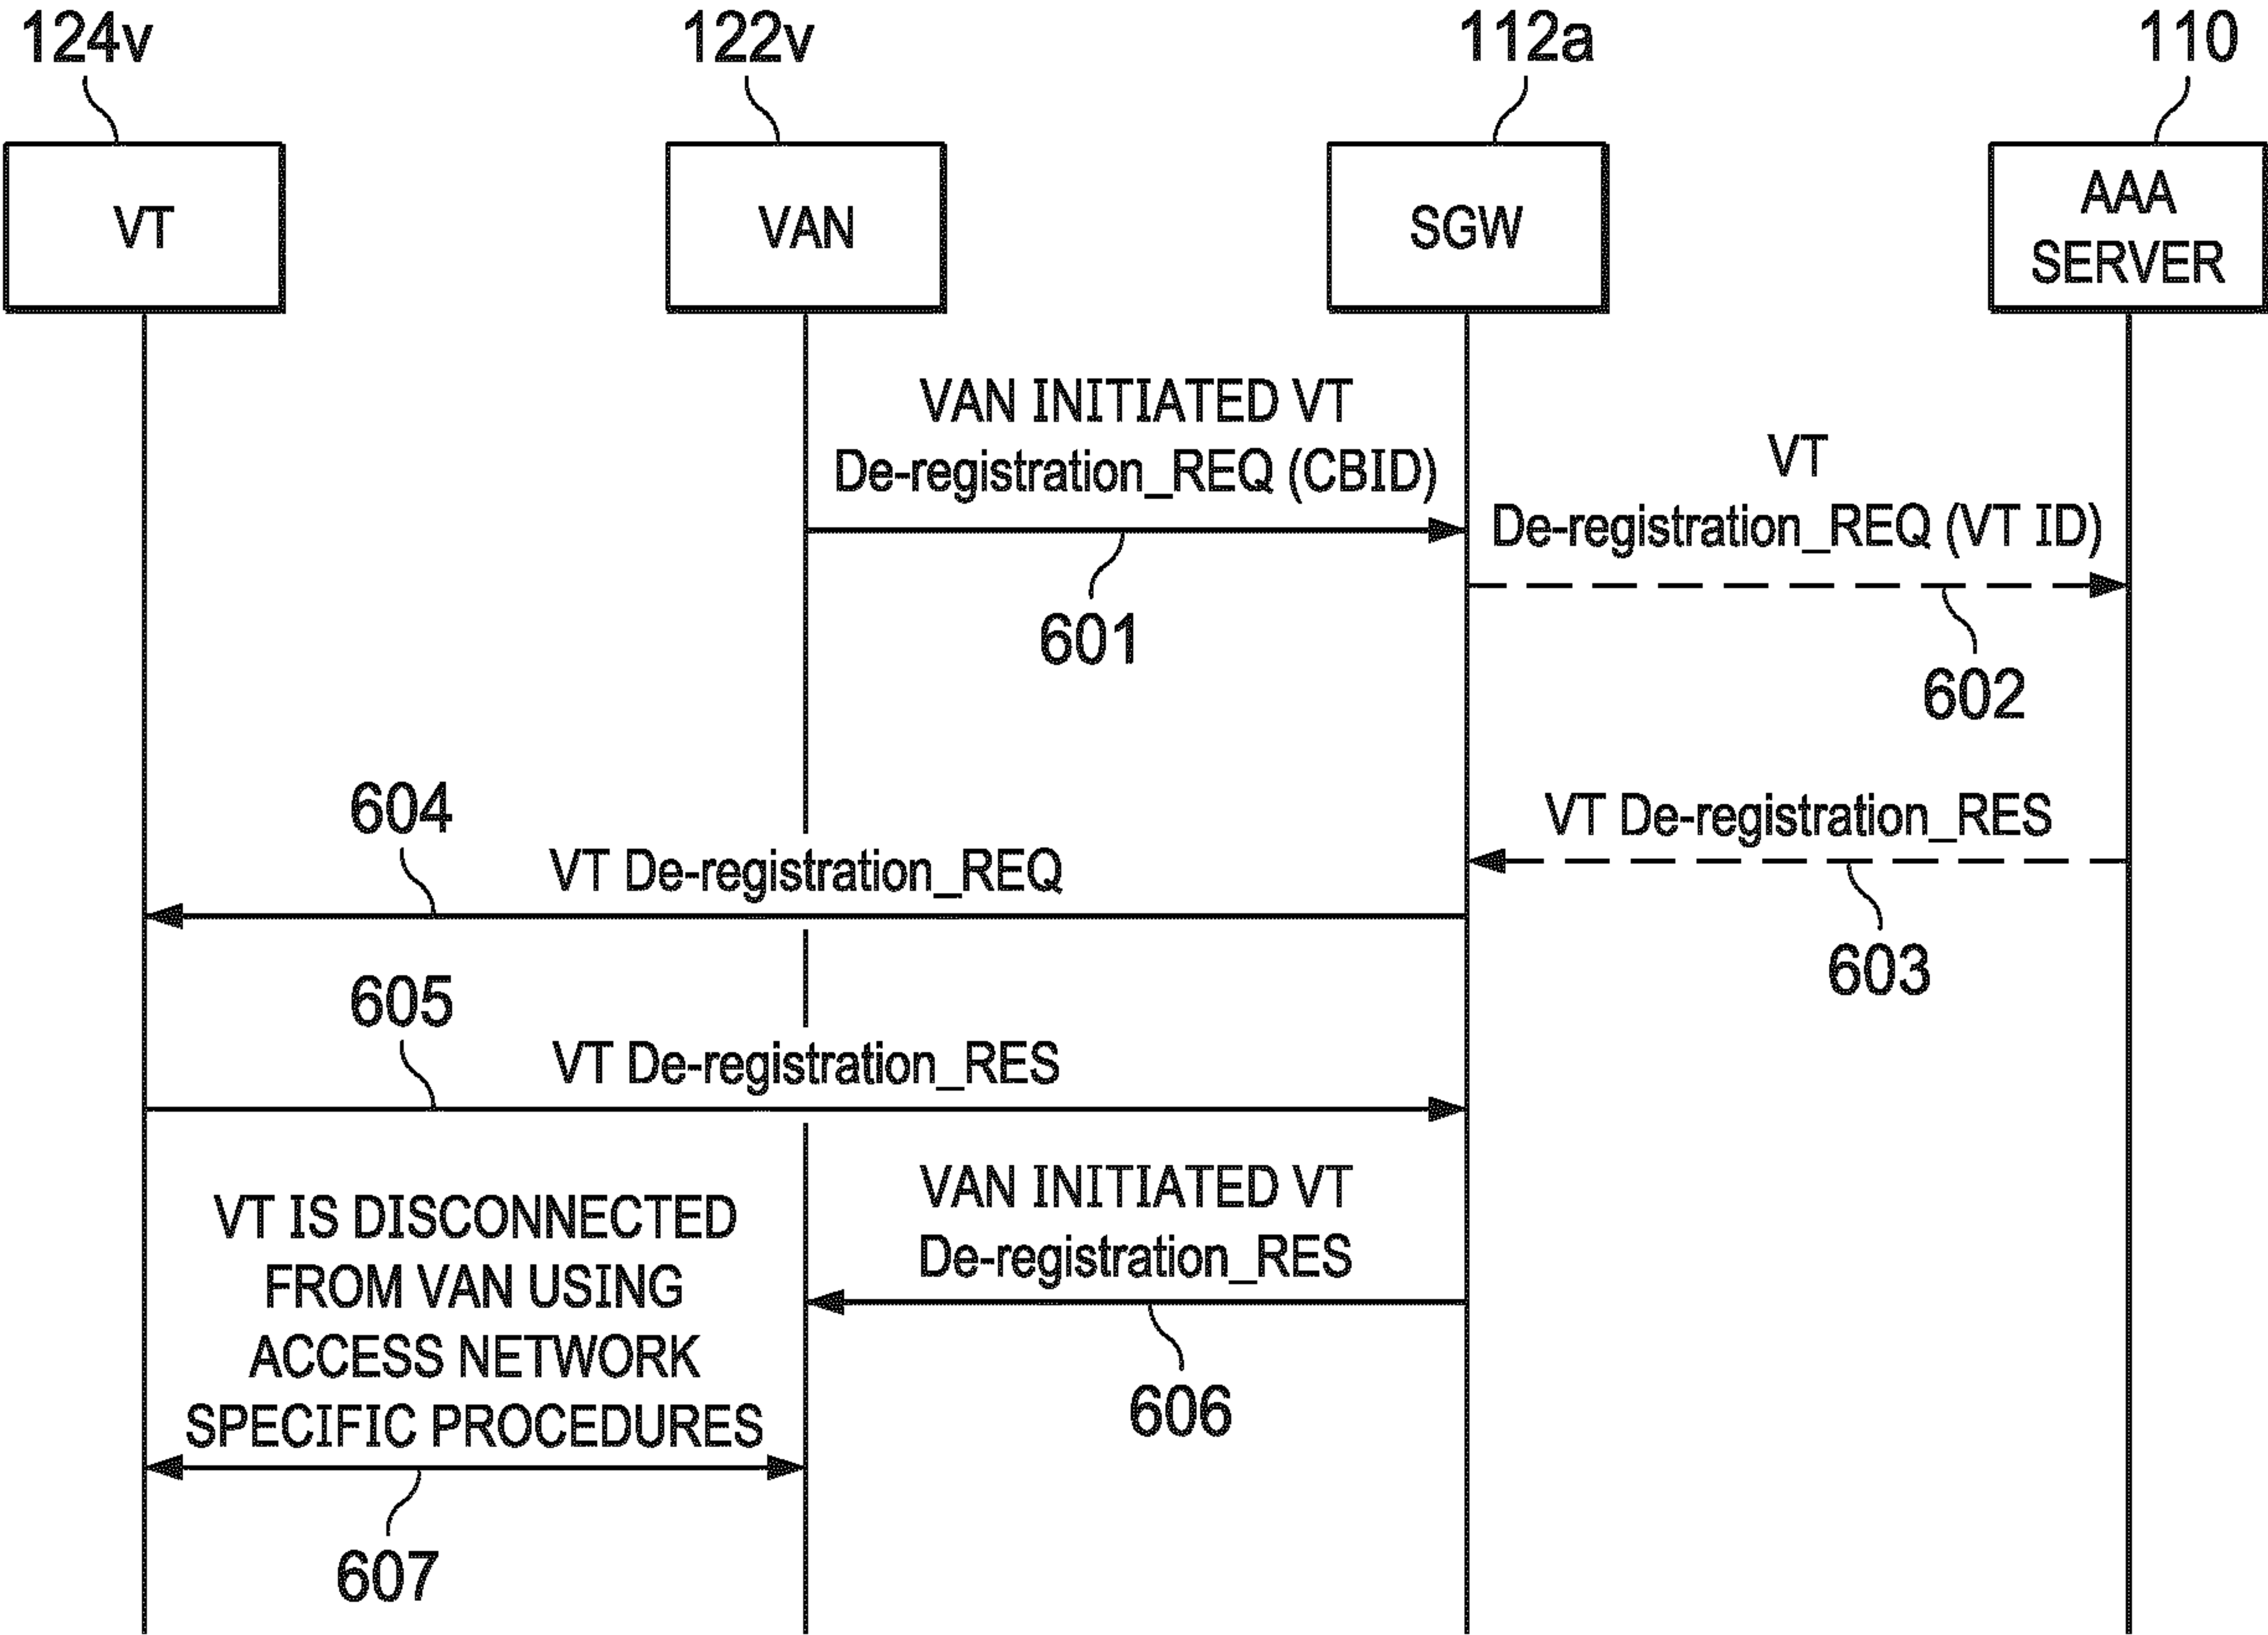 124v
122v
112a
110
VT
VAN
SGW
AAA
SERVER
VAN INITIATED VT
De-registration_REQ (CBID)
601
VT
De-registration_REQ (VT ID)
602
VT De-registration_RES
603
604
VT De-registration_REQ
605
VT De-registration_RES
VAN INITIATED VT
De-registration_RES
606
VT IS DISCONNECTED
FROM VAN USING
ACCESS NETWORK
SPECIFIC PROCEDURES
607